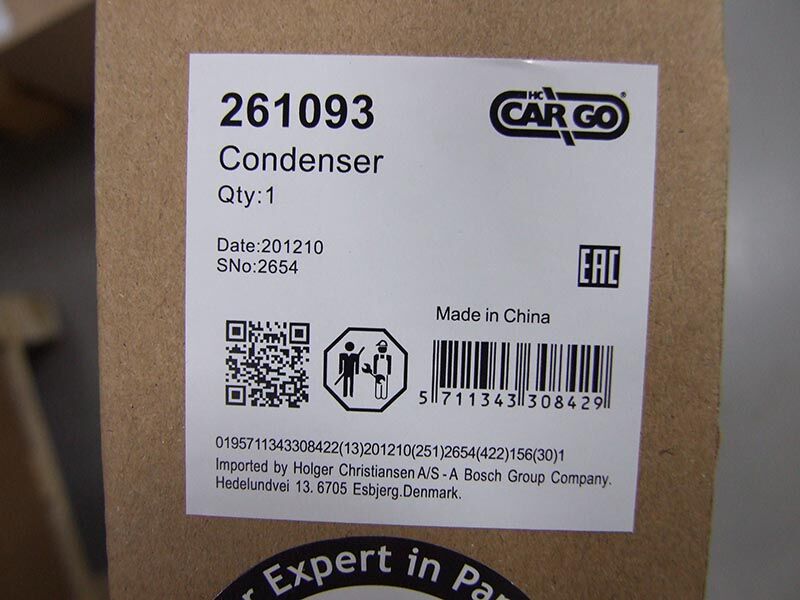 261093
HC
CAR GO®
Condenser
Qty:1
Date:201210
SNo:2654
EAC
Made in China
5 711343 308429
0195711343308422(13)201210(251)2654(422)156(30)1
Imported by Holger Christiansen A/S - A Bosch Group Company.
Hedelundvei 13. 6705 Esbjerg.Denmark.
Expert in